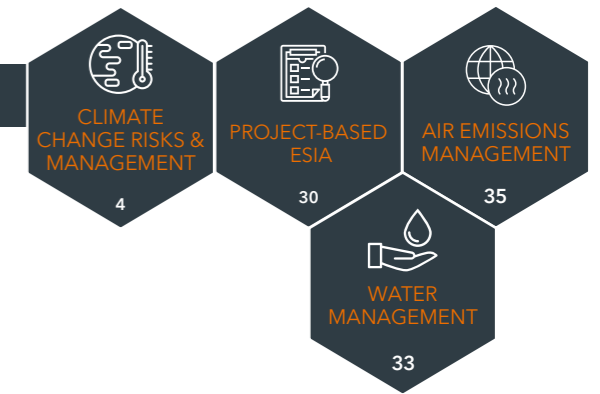 CLIMATE
CHANGE RISKS &
MANAGEMENT
4
PROJECT-BASED
ESIA
30
AIR EMISSIONS
MANAGEMENT
35
WATER
MANAGEMENT
33